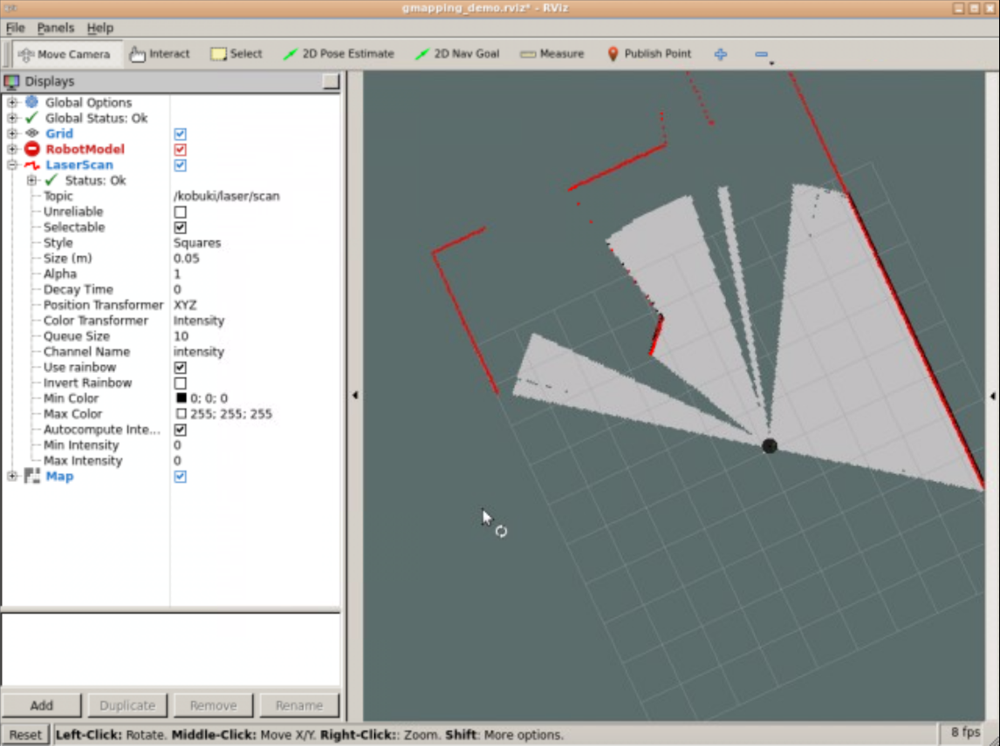 gmapping_demo.rviz* - RViz
File Panels Help
Move Camera Interact Select 2D Pose Estimate 2D Nav Goal Measure Publish Point
Displays
Global Options
Global Status: Ok
Grid
RobotModel
LaserScan
Status: Ok
Topic /kobuki/laser/scan
Unreliable
Selectable
Style Squares
Size (m) 0.05
Alpha 1
Decay Time 0
Position Transformer XYZ
Color Transformer Intensity
Queue Size 10
Channel Name intensity
Use rainbow
Invert Rainbow
Min Color 0; 0; 0
Max Color 255; 255; 255
Autocompute Inte...
Min Intensity 0
Max Intensity 0
Map
Add Duplicate Remove Rename
Reset Left-Click: Rotate. Middle-Click: Move X/Y. Right-Click:: Zoom. Shift: More options. 8 fps